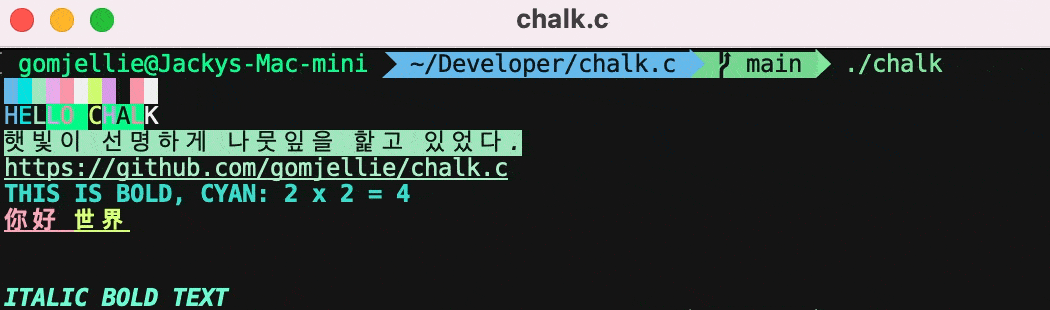 chalk.c
gomjellie@Jackys-Mac-mini ~/Developer/chalk.c main ./chalk
HELLO CHALK
햇빛이 선명하게 나뭇잎을 핥고 있었다.
https://github.com/gomjellie/chalk.c
THIS IS BOLD, CYAN: 2 x 2 = 4
你好 世界
ITALIC BOLD TEXT